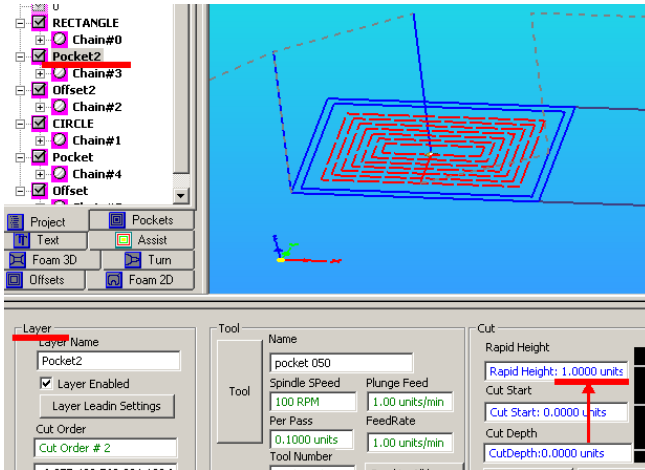 0
RECTANGLE
Chain#0
Pocket2
Chain#3
Offset2
Chain#2
CIRCLE
Chain#1
Pocket
Chain#4
Offset
Project
Pockets
Text
Assist
Foam 3D
Turn
Offsets
Foam 2D
Layer
Layer Name
Pocket2
Layer Enabled
Layer Leadin Settings
Cut Order
Cut Order # 2
Tool
Tool
Name
pocket 050
Spindle SPeed
Plunge Feed
100 RPM
1.00 units/min
Per Pass
FeedRate
0.1000 units
1.00 units/min
Tool Number
Cut
Rapid Height
Rapid Height: 1.0000 units
Cut Start
Cut Start: 0.0000 units
Cut Depth
CutDepth:0.0000 units